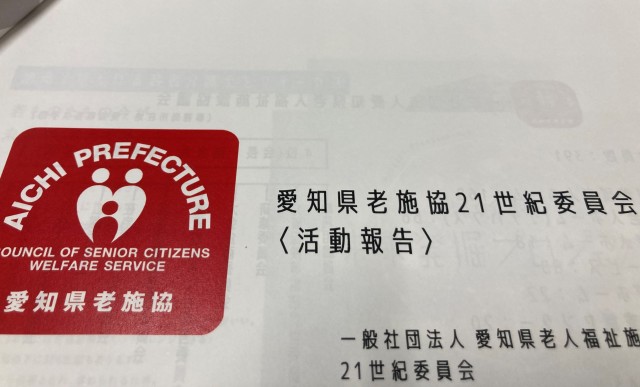 AICHI PREFECTURE
COUNCIL OF SENIOR CITIZENS
WELFARE SERVICE
愛知県老施協
愛知県老施協21世紀委員会
〈活動報告〉
一般社団法人 愛知県老人福祉施
21世紀委員会